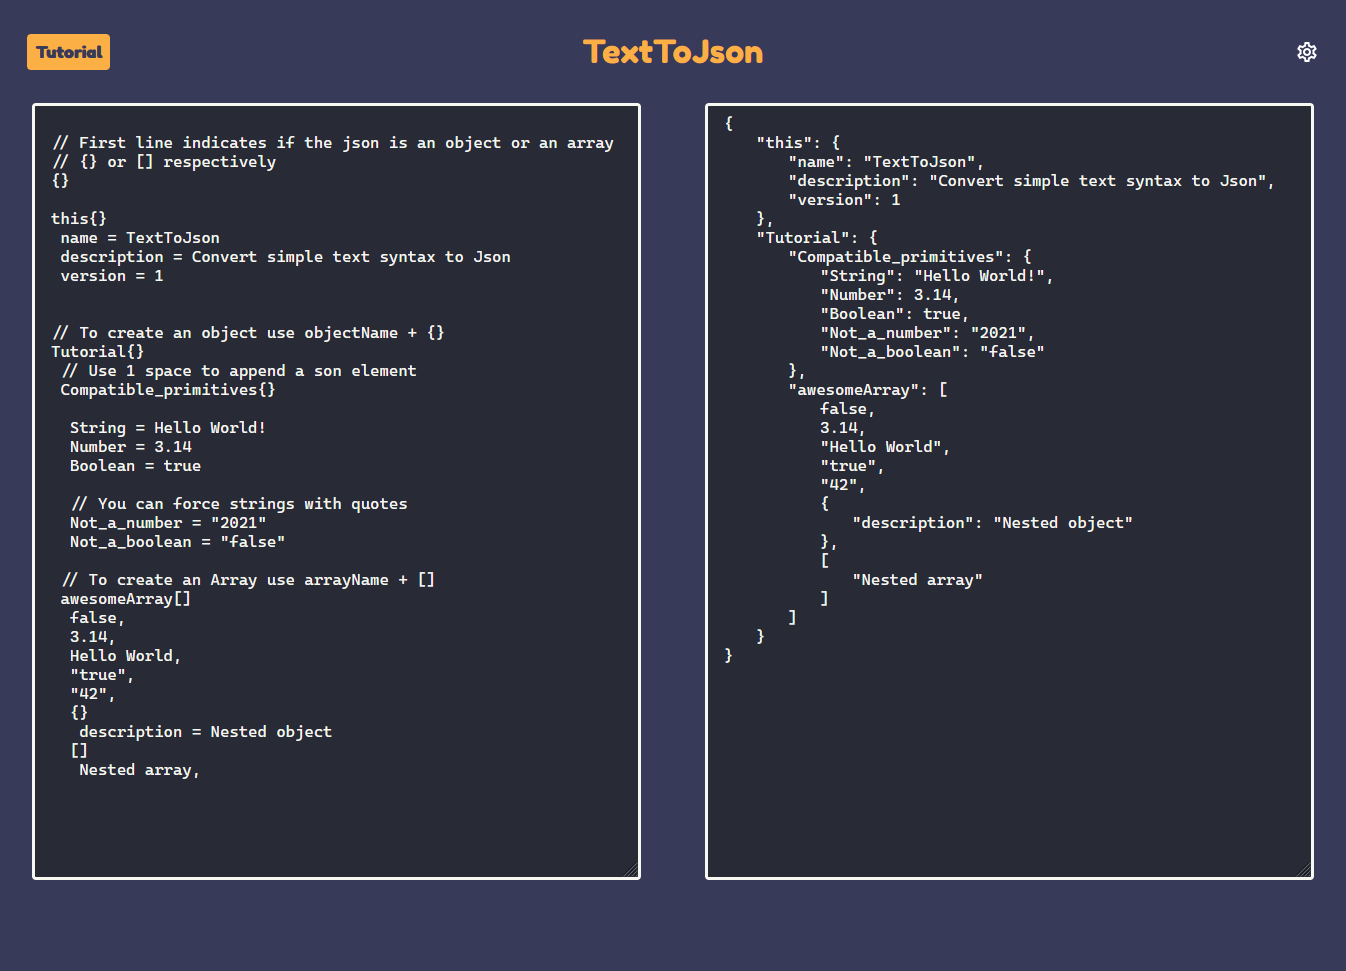 Tutorial
TextToJson
// First line indicates if the json is an object or an array
// {} or [] respectively
{}
this{}
 name = TextToJson
 description = Convert simple text syntax to Json
 version = 1
// To create an object use objectName + {}
Tutorial{}
 // Use 1 space to append a son element
 Compatible_primitives{}
  String = Hello World!
  Number = 3.14
  Boolean = true
  // You can force strings with quotes
  Not_a_number = "2021"
  Not_a_boolean = "false"
 // To create an Array use arrayName + []
 awesomeArray[]
  false,
  3.14,
  Hello World,
  "true",
  "42",
  {}
   description = Nested object
  []
   Nested array,
{
    "this": {
        "name": "TextToJson",
        "description": "Convert simple text syntax to Json",
        "version": 1
    },
    "Tutorial": {
        "Compatible_primitives": {
            "String": "Hello World!",
            "Number": 3.14,
            "Boolean": true,
            "Not_a_number": "2021",
            "Not_a_boolean": "false"
        },
        "awesomeArray": [
            false,
            3.14,
            "Hello World",
            "true",
            "42",
            {
                "description": "Nested object"
            },
            [
                "Nested array"
            ]
        ]
    }
}